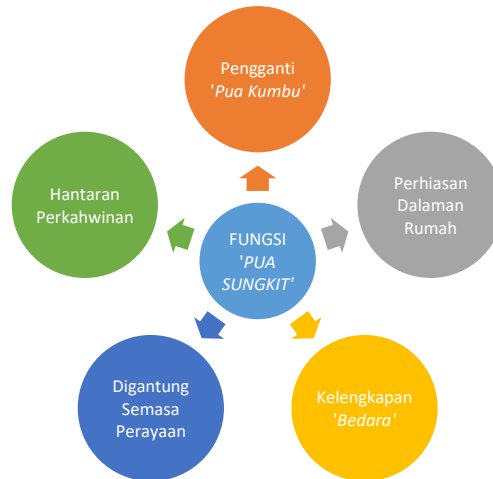 Pengganti
'Pua Kumbu'
Perhiasan
Dalaman
Rumah
Kelengkapan
'Bedara'
Digantung
Semasa
Perayaan
Hantaran
Perkahwinan
FUNGSI
'PUA
SUNGKIT'